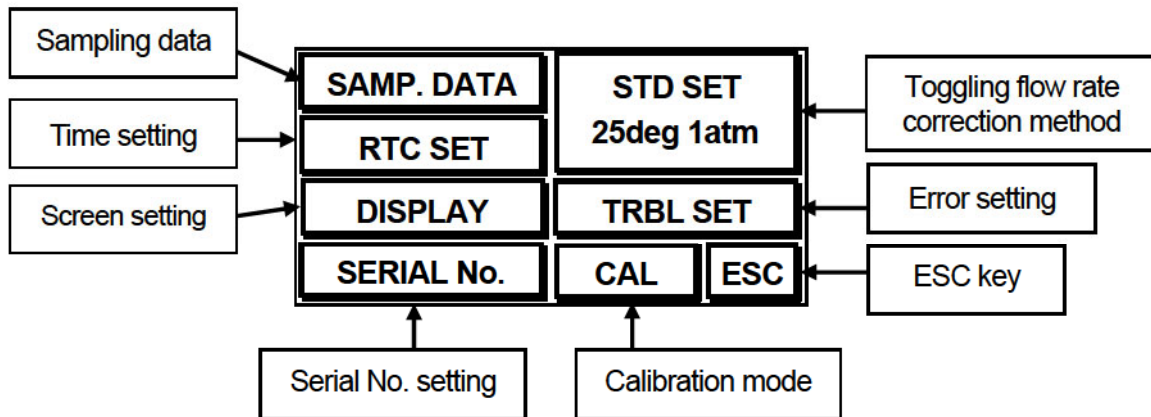 Sampling data
SAMP. DATA
STD SET
25deg 1atm
Toggling flow rate
correction method
Time setting
RTC SET
Screen setting
DISPLAY
TRBL SET
Error setting
SERIAL No.
CAL
ESC
ESC key
Serial No. setting
Calibration mode